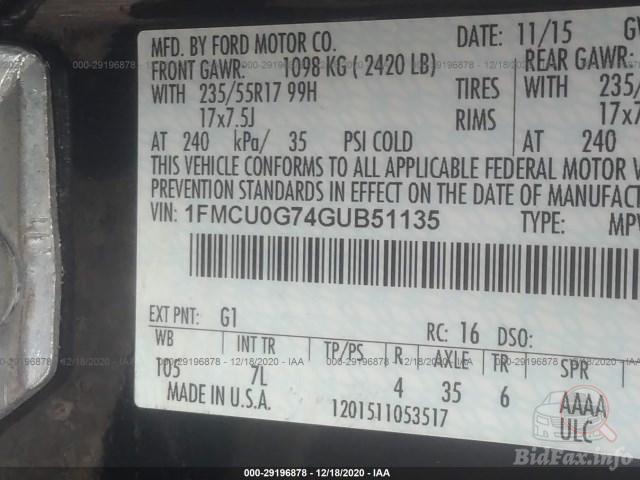 MFD. BY FORD MOTOR CO.
DATE: 11/15
FRONT GAWR: 1098 KG ( 2420 LB)
REAR GAWR:
WITH 235/55R17 99H TIRES WITH 235/
17x7.5J RIMS 17x7.
AT 240 kPa/ 35 PSI COLD AT 240
THIS VEHICLE CONFORMS TO ALL APPLICABLE FEDERAL MOTOR V
PREVENTION STANDARDS IN EFFECT ON THE DATE OF MANUFAC
VIN: 1FMCU0G74GUB51135 TYPE: MPV
EXT PNT: G1 RC: 16 DSO:
WB INT TR TP/PS R AXLE TR SPR
105 7L 4 35 6 AAAA
MADE IN U.S.A. 1201511053517 ULC
000-29196878 - 12/18/2020 - IAA
BidFax.info